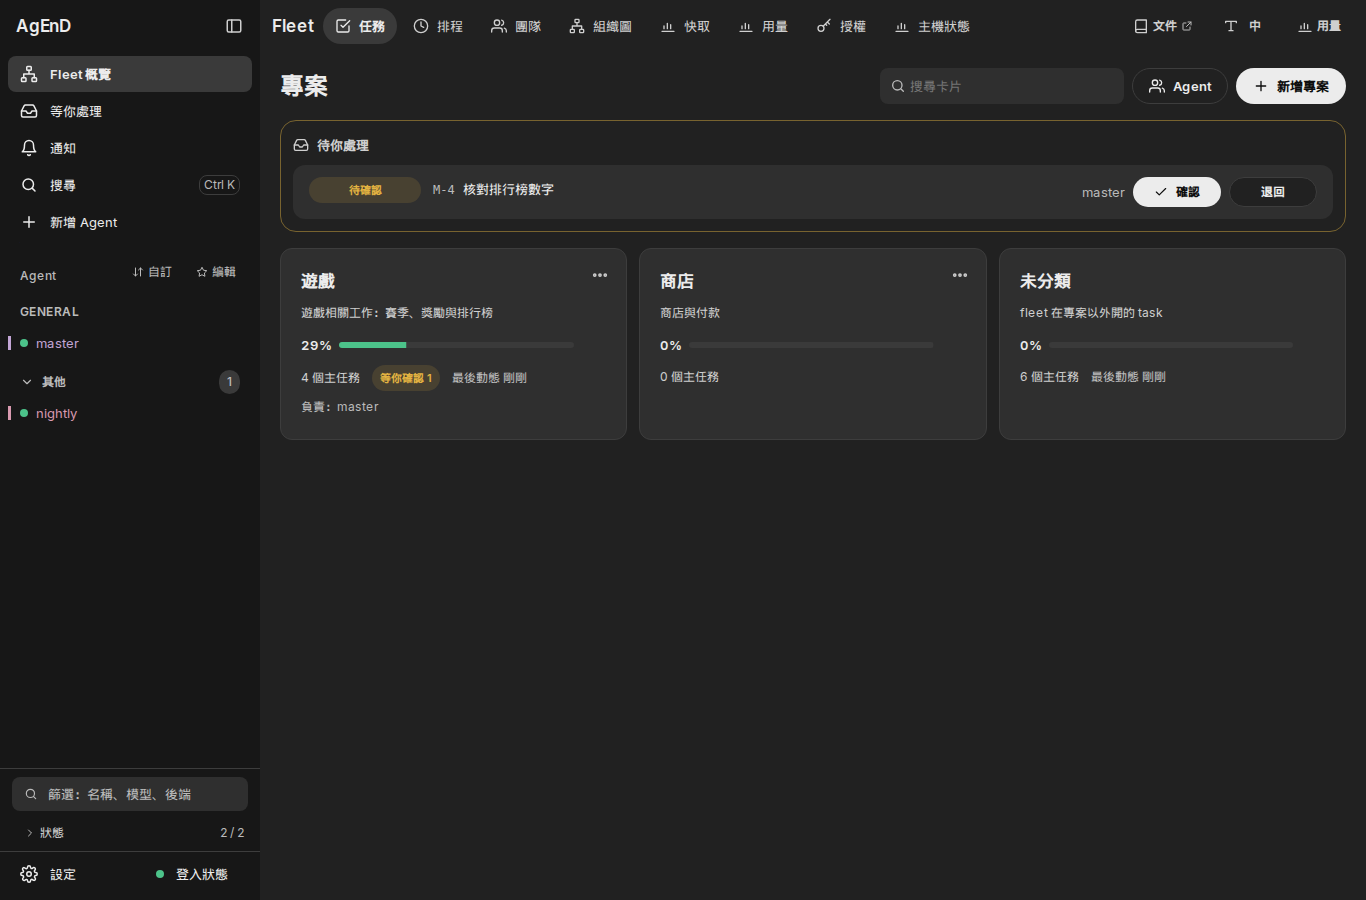 AgEnD
Fleet 概覽
等你處理
通知
搜尋 Ctrl K
新增 Agent
Agent 自訂 編輯
GENERAL
master
其他 1
nightly
篩選：名稱、模型、後端
狀態 2 / 2
設定 登入狀態
Fleet 任務 排程 團隊 組織圖 快取 用量 授權 主機狀態 文件 中 用量
專案 搜尋卡片 Agent 新增專案
待你處理
待確認 M-4 核對排行榜數字 master 確認 退回
遊戲
遊戲相關工作：賽季、獎勵與排行榜
29%
4 個主任務 等你確認 1 最後動態 剛剛
負責：master
商店
商店與付款
0%
0 個主任務
未分類
fleet 在專案以外開的 task
0%
6 個主任務 最後動態 剛剛